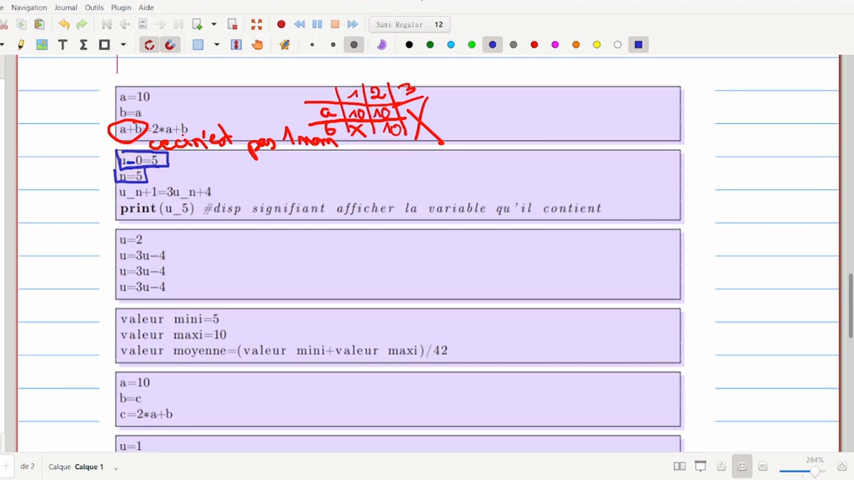 Navigation Journal Outils Plugin Aide
Sans Regular 12
a=10
b=a
a+b=2*a+b
1 2 3
a 10 10
b X 10
ceci n'est pas 1 nom
u_0=5
n=5
u_n+1=3u_n+4
print(u_5) #disp signifiant afficher la variable qu'il contient
u=2
u=3u-4
u=3u-4
u=3u-4
valeur mini=5
valeur maxi=10
valeur moyenne=(valeur mini+valeur maxi)/42
a=10
b=c
c=2*a+b
u=1
de 2 Calque Calque 1 284%